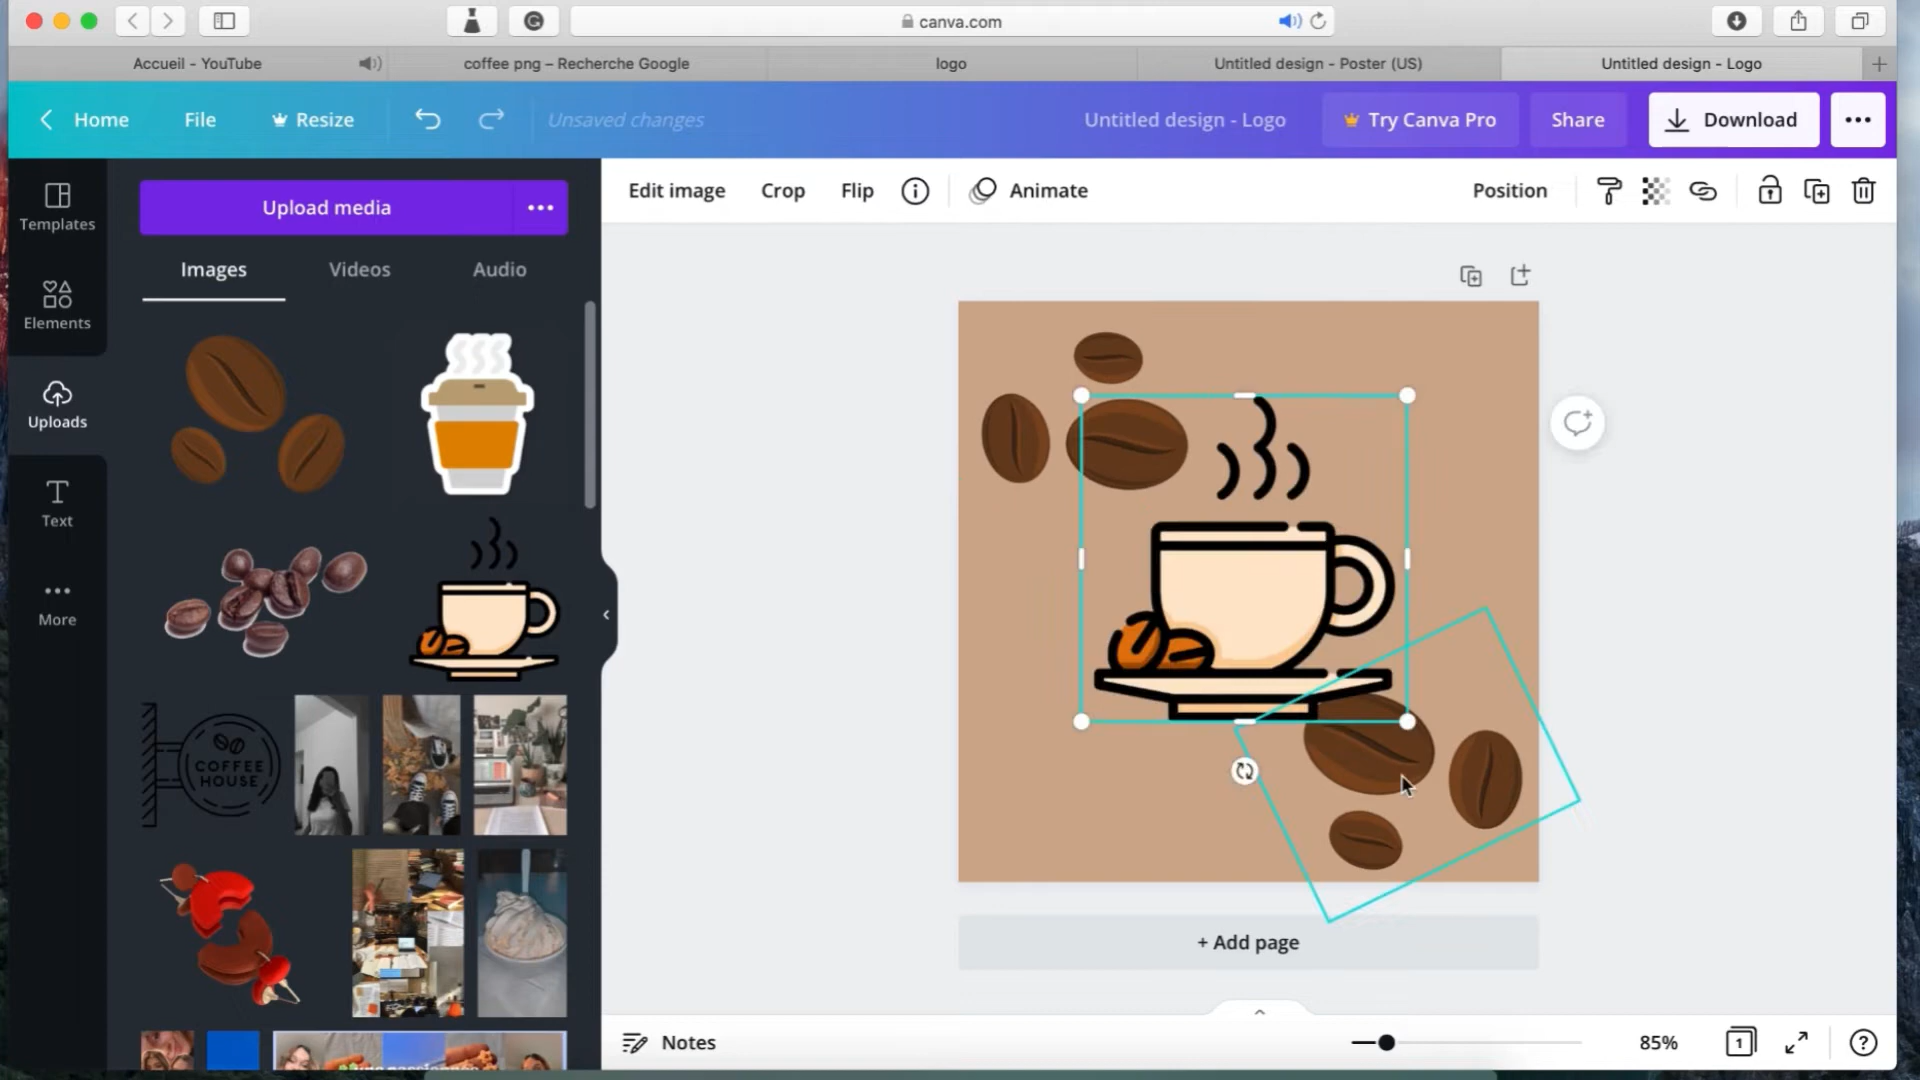 canva.com
Accueil - YouTube
coffee png – Recherche Google
logo
Untitled design - Poster (US)
Untitled design - Logo
Home
File
Resize
Unsaved changes
Untitled design - Logo
Try Canva Pro
Share
Download
Templates
Elements
Uploads
Text
More
Upload media
Images
Videos
Audio
COFFEE
HOUSE
Edit image
Crop
Flip
Animate
Position
+ Add page
Notes
85%
1